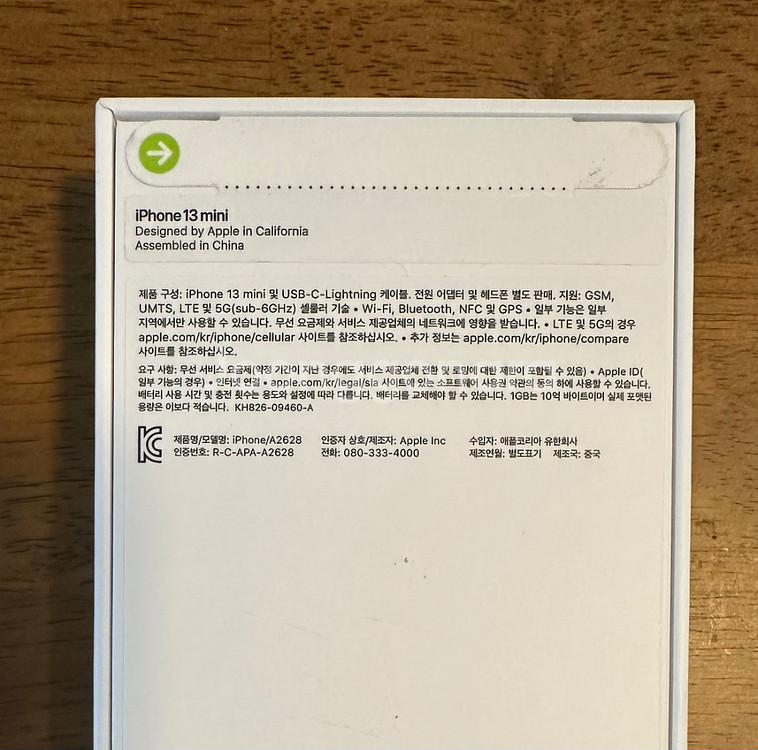 iPhone 13 mini
Designed by Apple in California
Assembled in China
제품 구성: iPhone 13 mini 및 USB-C-Lightning 케이블. 전원 어댑터 및 헤드폰 별도 판매. 지원: GSM,
UMTS, LTE 및 5G(sub-6GHz) 셀룰러 기술 • Wi-Fi, Bluetooth, NFC 및 GPS • 일부 기능은 일부
지역에서만 사용할 수 있습니다. 무선 요금제와 서비스 제공업체의 네트워크에 영향을 받습니다. • LTE 및 5G의 경우
apple.com/kr/iphone/cellular 사이트를 참조하십시오. • 추가 정보는 apple.com/kr/iphone/compare
사이트를 참조하십시오.
요구 사항: 무선 서비스 요금제(약정 기간이 지난 경우에도 서비스 제공업체 전환 및 로밍에 대한 제한이 포함될 수 있음) • Apple ID(
일부 기능의 경우) • 인터넷 연결 • apple.com/kr/legal/sla 사이트에 있는 소프트웨어 사용권 약관의 동의 하에 사용할 수 있습니다.
배터리 사용 시간 및 충전 횟수는 용도와 설정에 따라 다릅니다. 배터리를 교체해야 할 수 있습니다. 1GB는 10억 바이트이며 실제 포맷된
용량은 이보다 적습니다. KH826-09460-A
제품명/모델명: iPhone/A2628 인증자 상호/제조자: Apple Inc 수입자: 애플코리아 유한회사
인증번호: R-C-APA-A2628 전화: 080-333-4000 제조연월: 별도표기 제조국: 중국